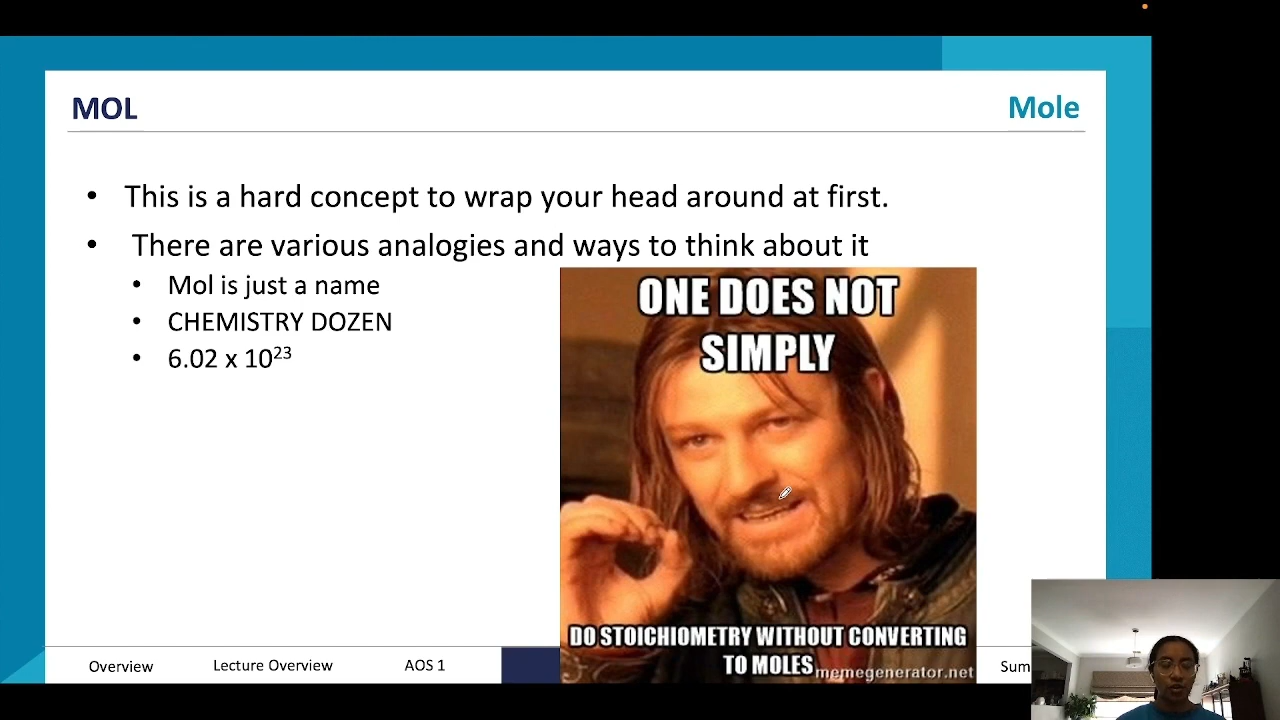 MOL
Mole
This is a hard concept to wrap your head around at first.
There are various analogies and ways to think about it
Mol is just a name
CHEMISTRY DOZEN
6.02 x 10²³
ONE DOES NOT
SIMPLY
DO STOICHIOMETRY WITHOUT CONVERTING
TO MOLES
memegenerator.net
Overview
Lecture Overview
AOS 1
Sum